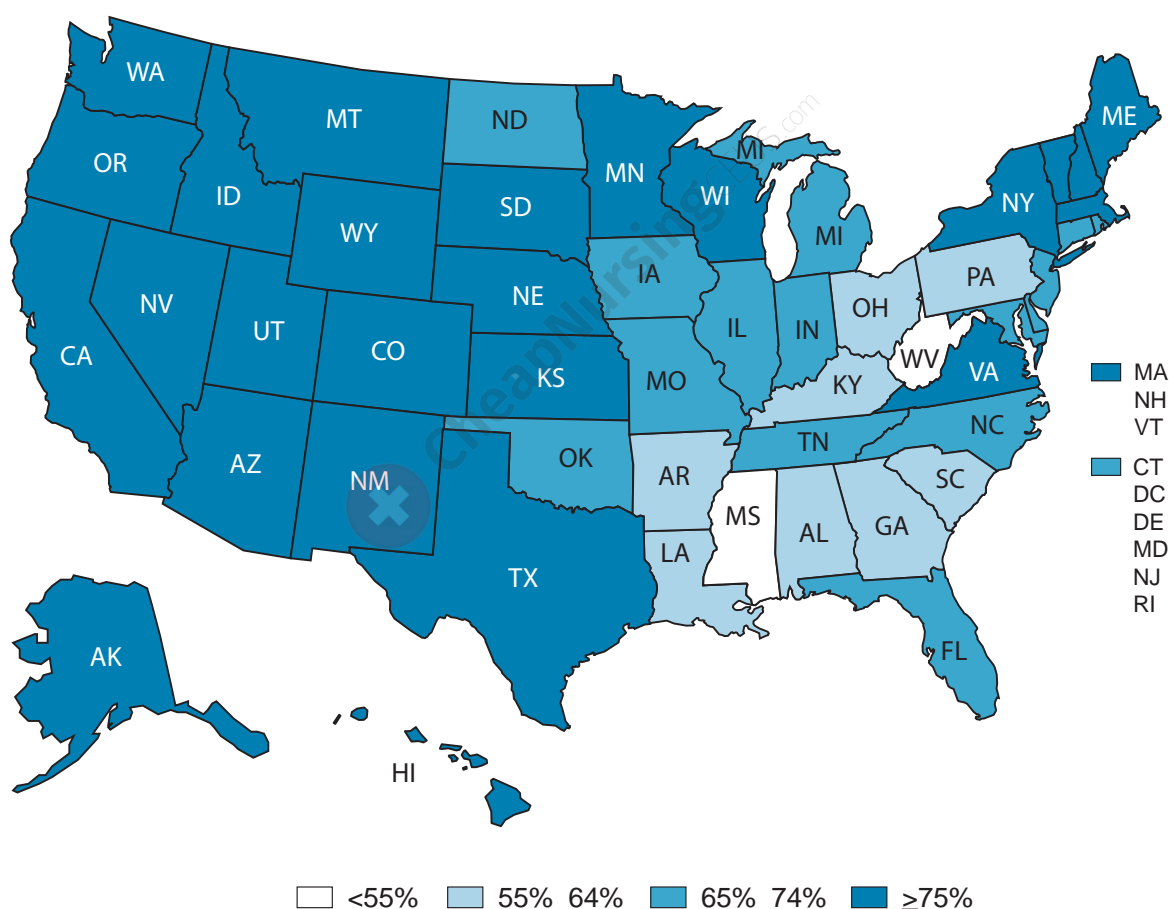 WA
ME
MT
ND
MI
OR
MN
ID
WI
NY
SD
WY
MI
IA
PA
NE
NV
OH
IL
IN
UT
CA
CO
WV
VA
KS
MO
KY
MA
NH
VT
NC
TN
OK
AZ
AR
NM
SC
CT
DC
DE
MD
NJ
RI
MS
AL
GA
LA
TX
FL
AK
HI
CheapNursingopers.com
<55% 55% 64% 65% 74% ≥75%